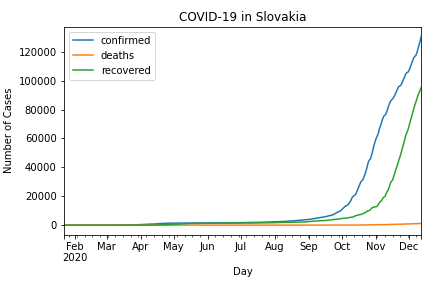 COVID-19 in Slovakia
confirmed
deaths
recovered
Number of Cases
120000
100000
80000
60000
40000
20000
0
Feb Mar Apr May Jun Jul Aug Sep Oct Nov Dec
2020
Day